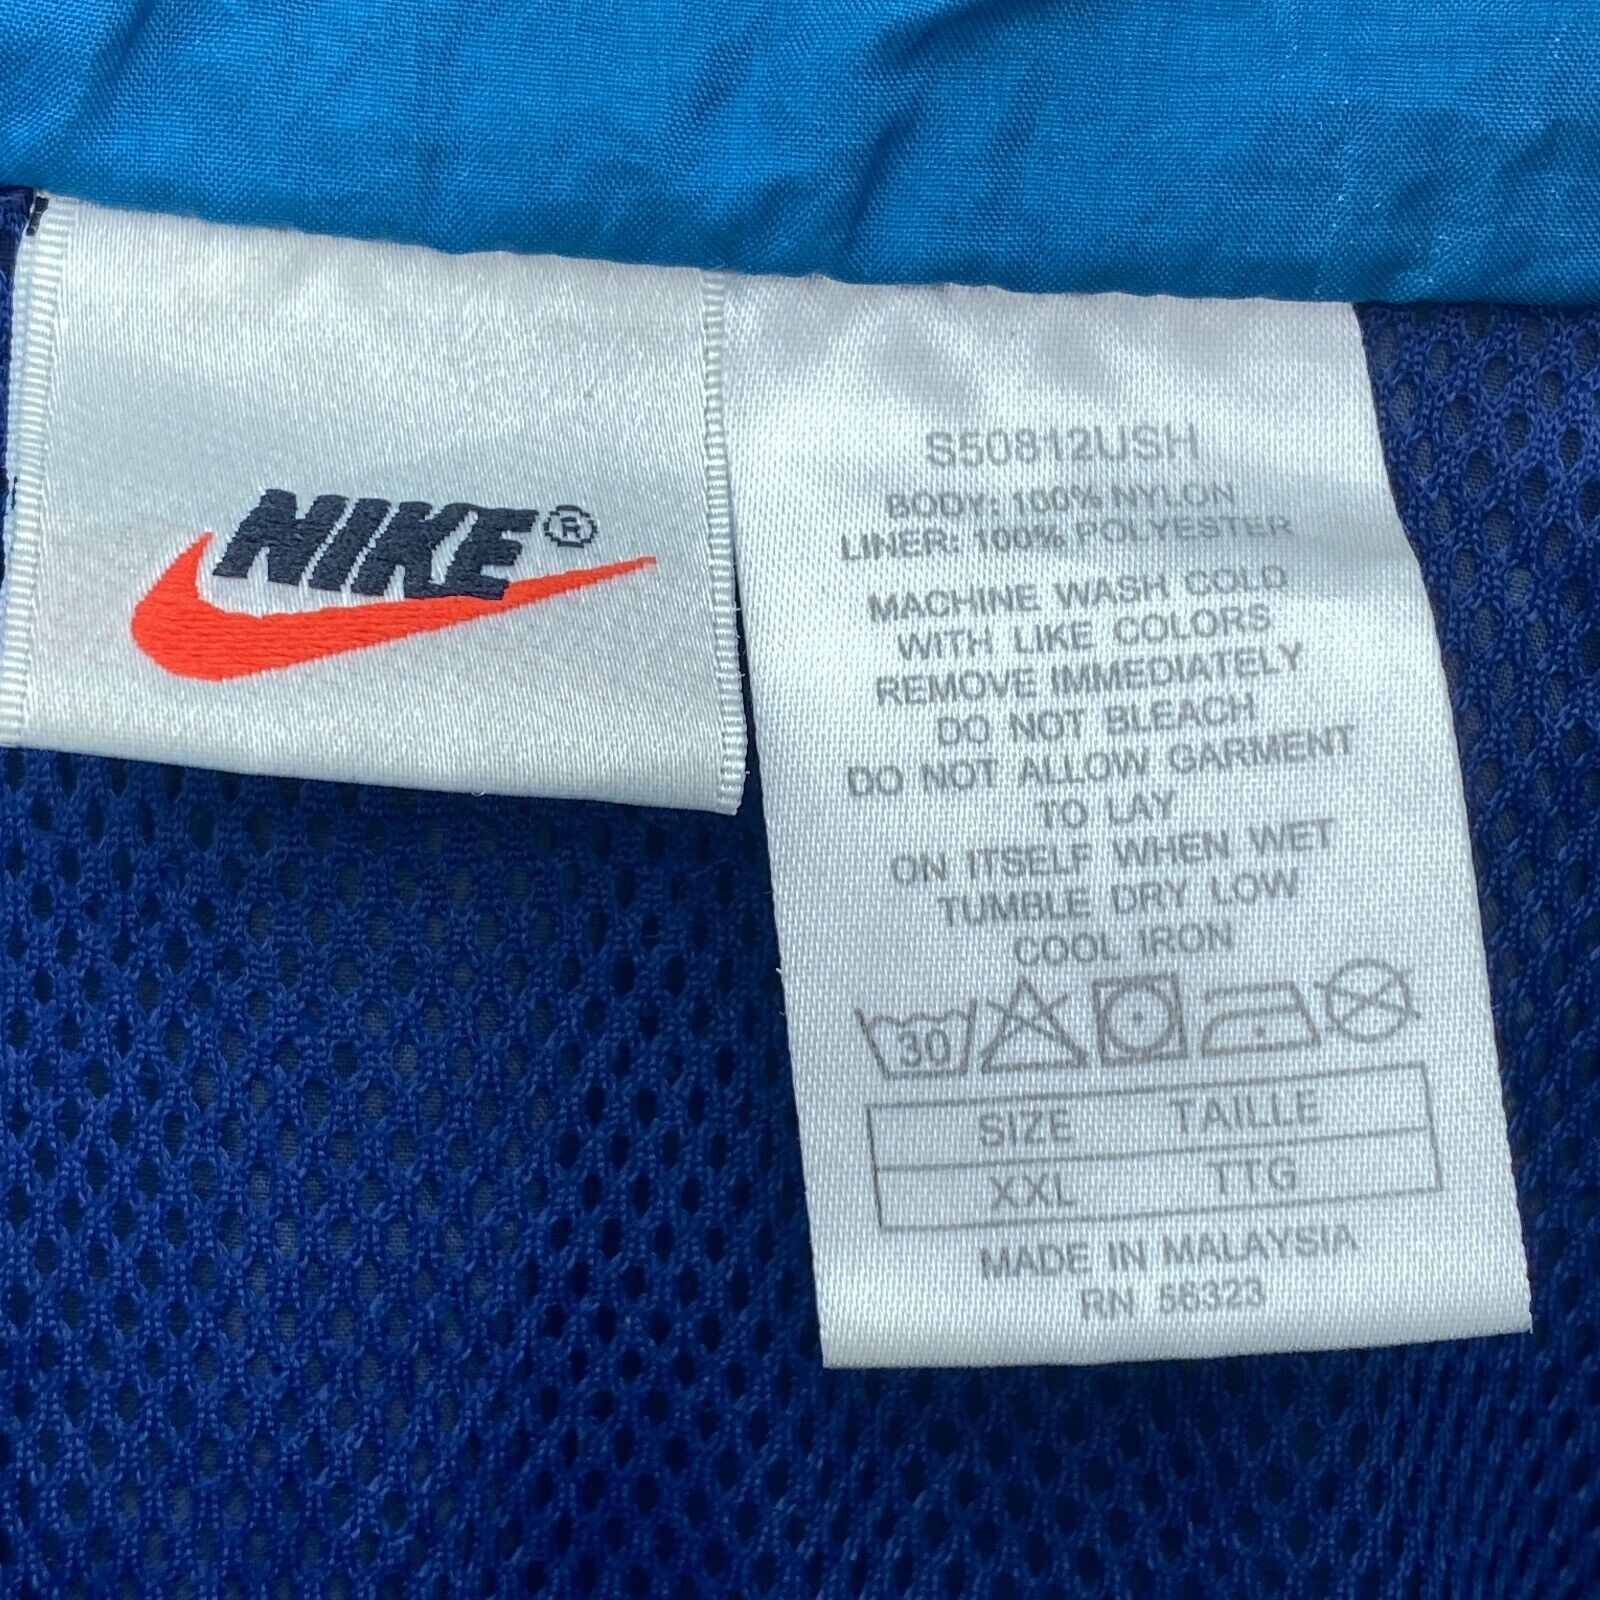 NIKE®
S50812USH
BODY: 100% NYLON
LINER: 100% POLYESTER
MACHINE WASH COLD
WITH LIKE COLORS
REMOVE IMMEDIATELY
DO NOT BLEACH
DO NOT ALLOW GARMENT
TO LAY
ON ITSELF WHEN WET
TUMBLE DRY LOW
COOL IRON
30
SIZE TAILLE
XXL TTG
MADE IN MALAYSIA
RN 56323